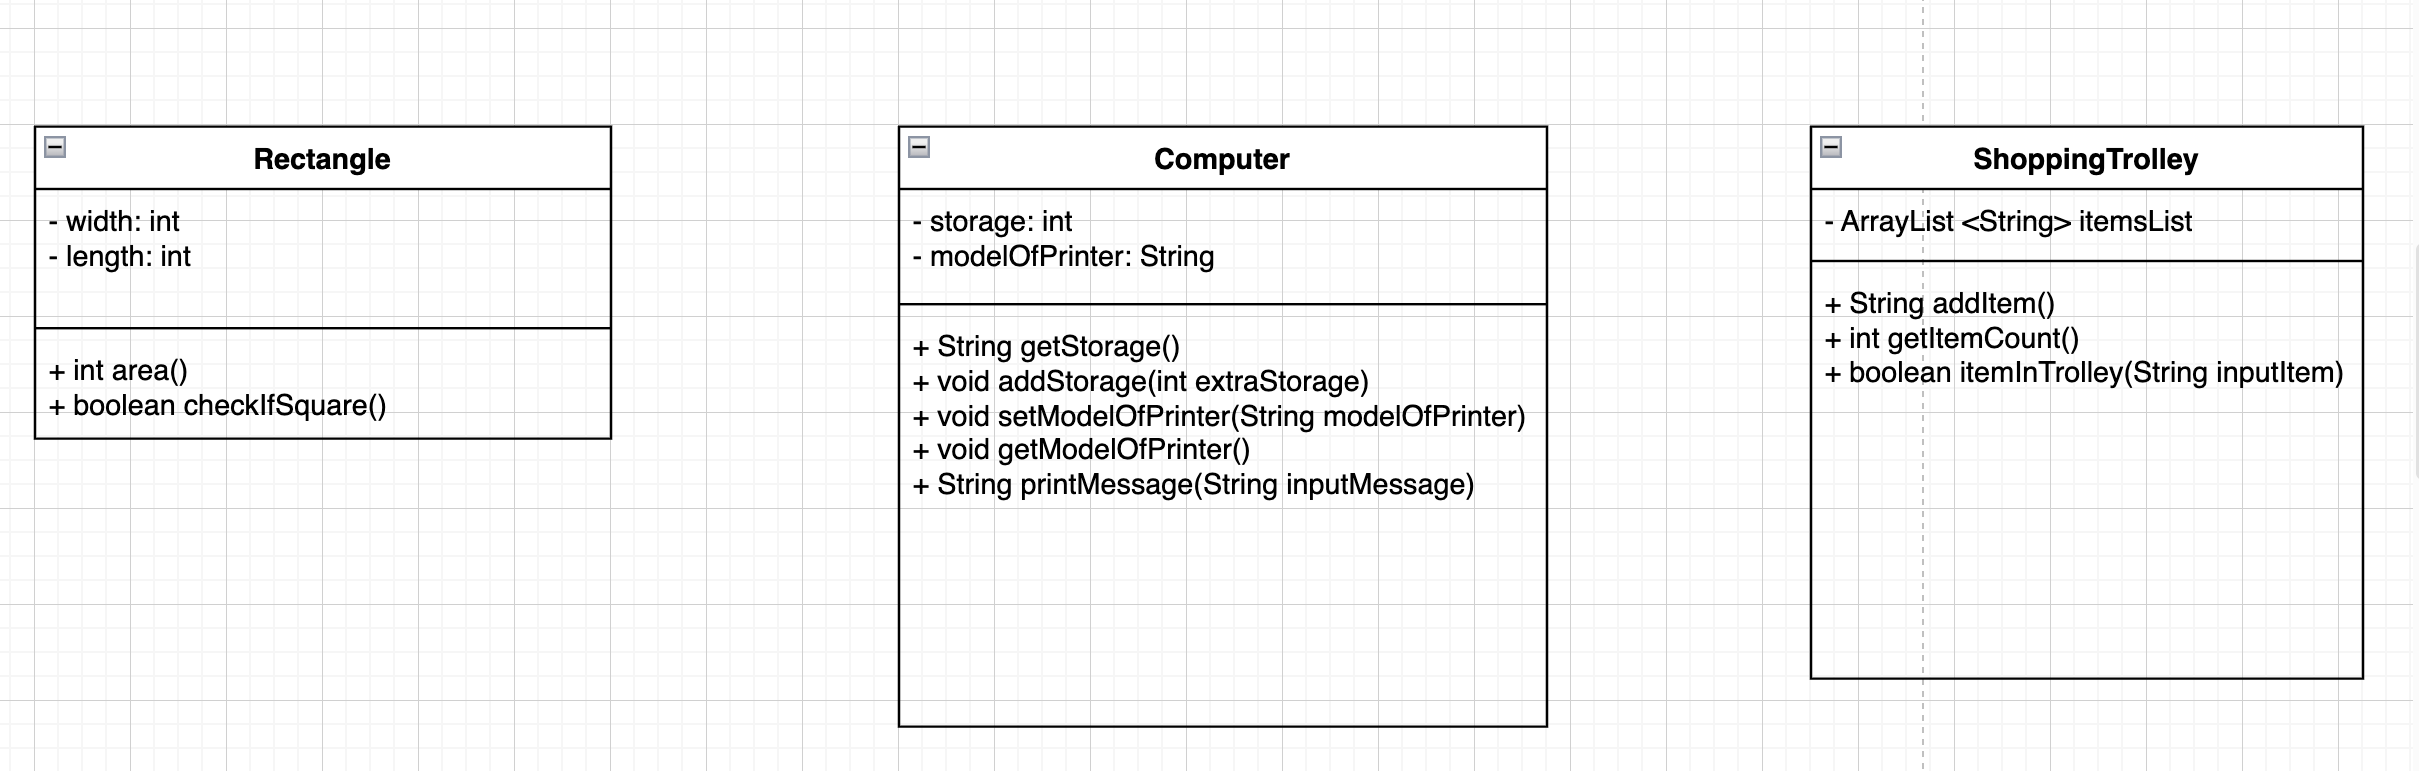 Rectangle
- width: int
- length: int
+ int area()
+ boolean checkIfSquare()
Computer
- storage: int
- modelOfPrinter: String
+ String getStorage()
+ void addStorage(int extraStorage)
+ void setModelOfPrinter(String modelOfPrinter)
+ void getModelOfPrinter()
+ String printMessage(String inputMessage)
ShoppingTrolley
- ArrayList <String> itemsList
+ String addItem()
+ int getItemCount()
+ boolean itemInTrolley(String inputItem)